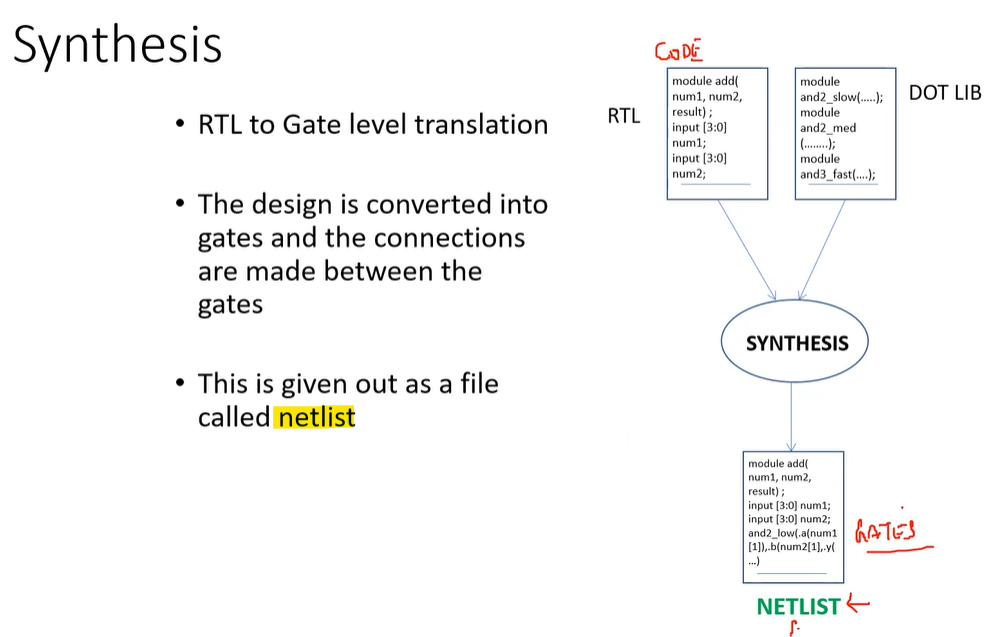 Synthesis
• RTL to Gate level translation
• The design is converted into
gates and the connections
are made between the
gates
• This is given out as a file
called netlist
CODE
RTL
module add(
num1, num2,
result) ;
input [3:0]
num1;
input [3:0]
num2;
module
and2_slow(.....);
module
and2_med
(........);
module
and3_fast(....);
DOT LIB
SYNTHESIS
module add(
num1, num2,
result) ;
input [3:0] num1;
input [3:0] num2;
and2_low(.a(num1
[1]),.b(num2[1],.y(
...)
GATES
NETLIST